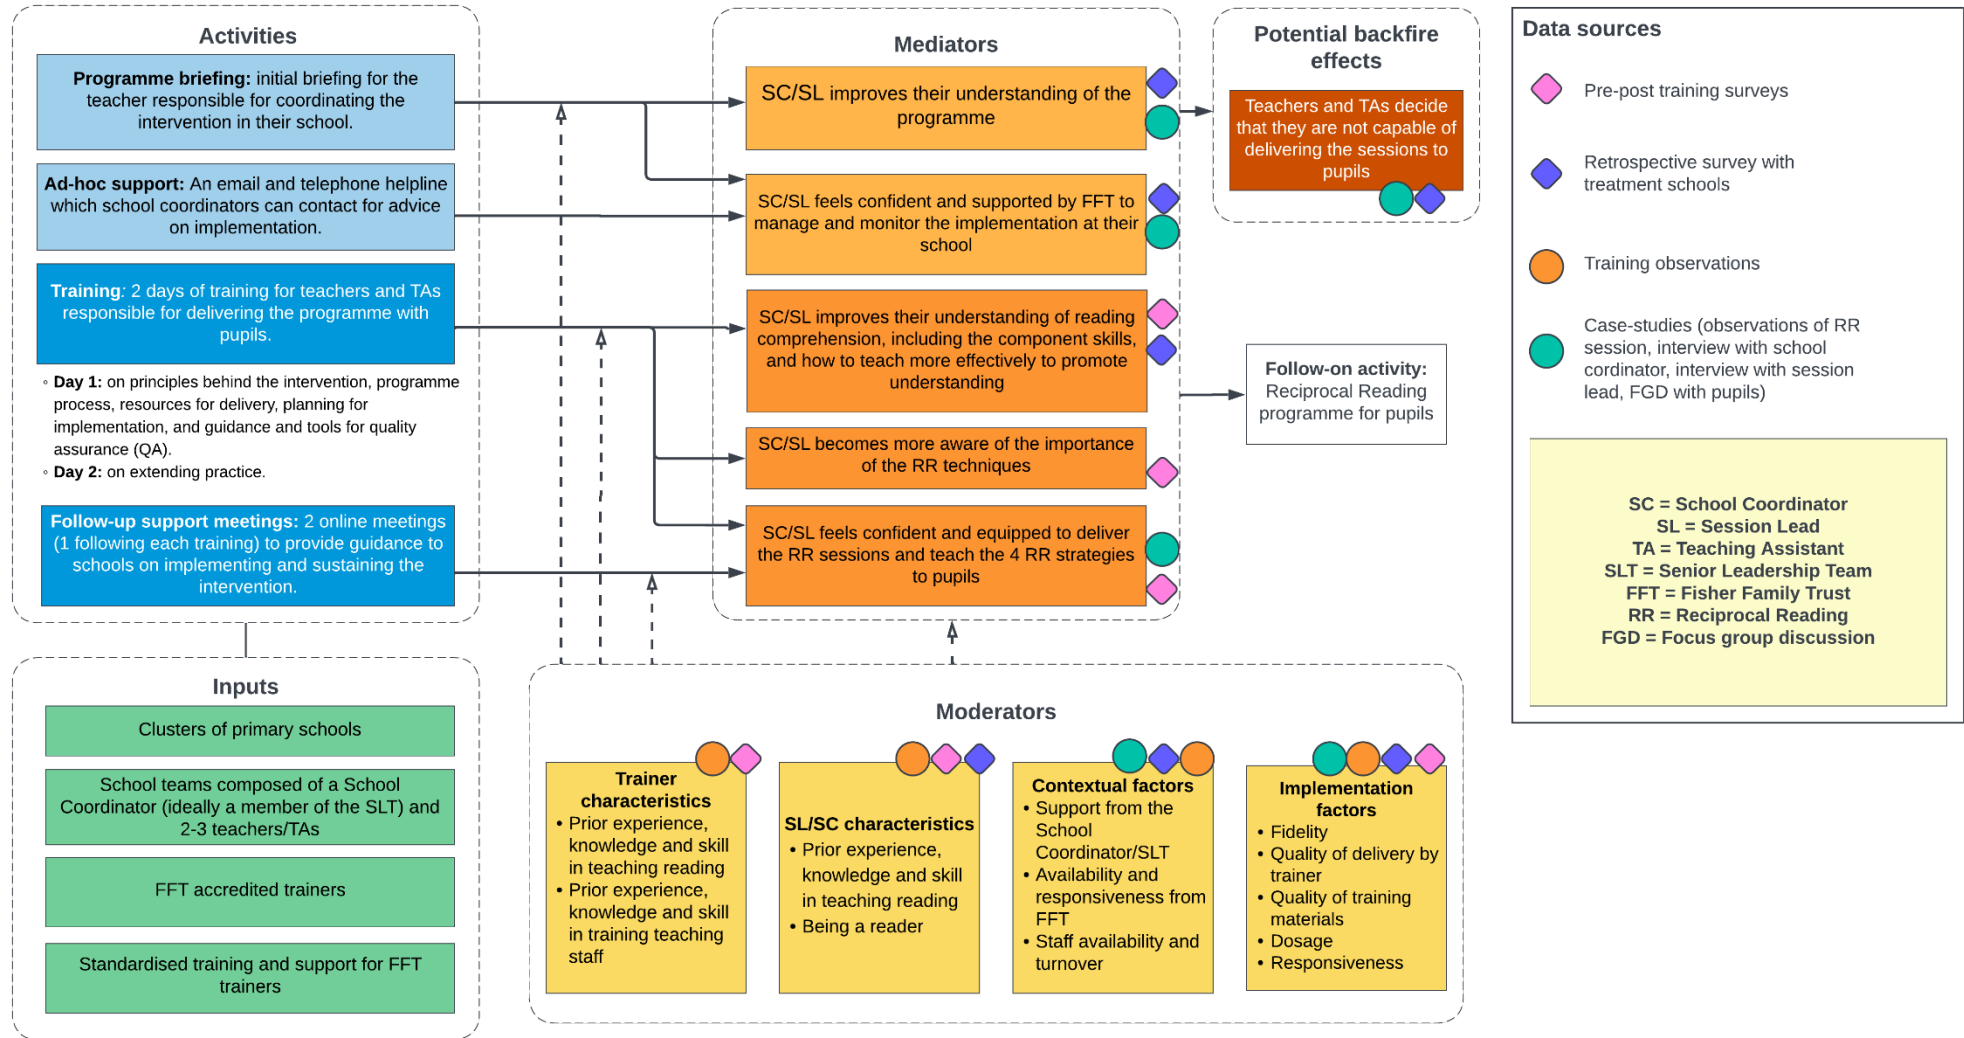 Activities
Programme briefing: initial briefing for the
teacher responsible for coordinating the
intervention in their school.
Ad-hoc support: An email and telephone helpline
which school coordinators can contact for advice
on implementation.
Training: 2 days of training for teachers and TAs
responsible for delivering the programme with
pupils.
◦ Day 1: on principles behind the intervention, programme
process, resources for delivery, planning for
implementation, and guidance and tools for quality
assurance (QA).
◦ Day 2: on extending practice.
Follow-up support meetings: 2 online meetings
(1 following each training) to provide guidance to
schools on implementing and sustaining the
intervention.
Inputs
Clusters of primary schools
School teams composed of a School
Coordinator (ideally a member of the SLT) and
2-3 teachers/TAs
FFT accredited trainers
Standardised training and support for FFT
trainers
Mediators
SC/SL improves their understanding of the
programme
SC/SL feels confident and supported by FFT to
manage and monitor the implementation at their
school
SC/SL improves their understanding of reading
comprehension, including the component skills,
and how to teach more effectively to promote
understanding
SC/SL becomes more aware of the importance
of the RR techniques
SC/SL feels confident and equipped to deliver
the RR sessions and teach the 4 RR strategies
to pupils
Potential backfire
effects
Teachers and TAs decide
that they are not capable of
delivering the sessions to
pupils
Follow-on activity:
Reciprocal Reading
programme for pupils
Moderators
Trainer
characteristics
• Prior experience,
knowledge and skill
in teaching reading
• Prior experience,
knowledge and skill
in training teaching
staff
SL/SC characteristics
• Prior experience,
knowledge and skill
in teaching reading
• Being a reader
Contextual factors
• Support from the
School
Coordinator/SLT
• Availability and
responsiveness from
FFT
• Staff availability and
turnover
Implementation
factors
• Fidelity
• Quality of delivery by
trainer
• Quality of training
materials
• Dosage
• Responsiveness
Data sources
Pre-post training surveys
Retrospective survey with
treatment schools
Training observations
Case-studies (observations of RR
session, interview with school
cordinator, interview with session
lead, FGD with pupils)
SC = School Coordinator
SL = Session Lead
TA = Teaching Assistant
SLT = Senior Leadership Team
FFT = Fisher Family Trust
RR = Reciprocal Reading
FGD = Focus group discussion